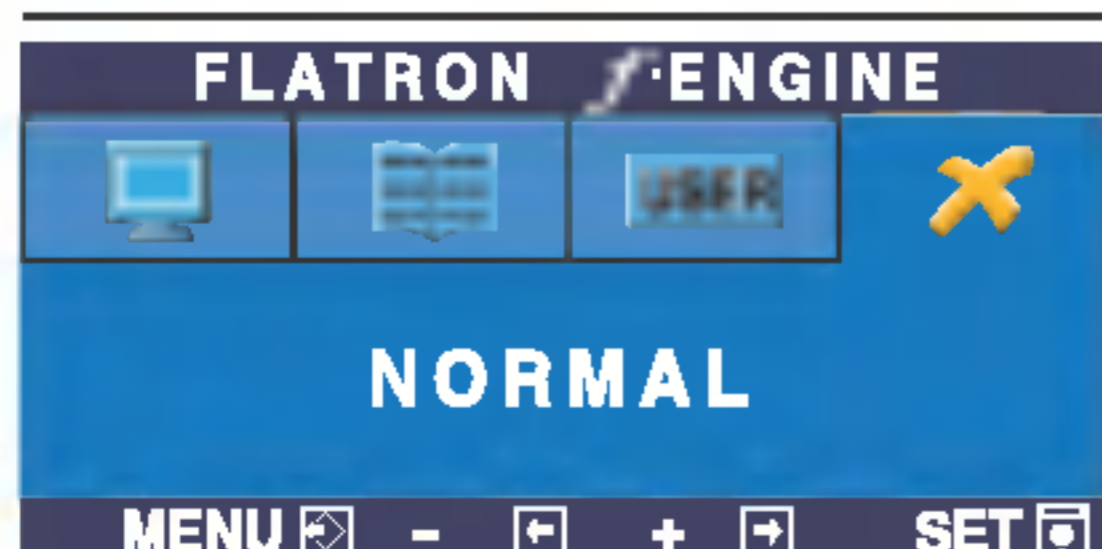 FLATRON f·ENGINE
USER
NORMAL
MENU - + SET